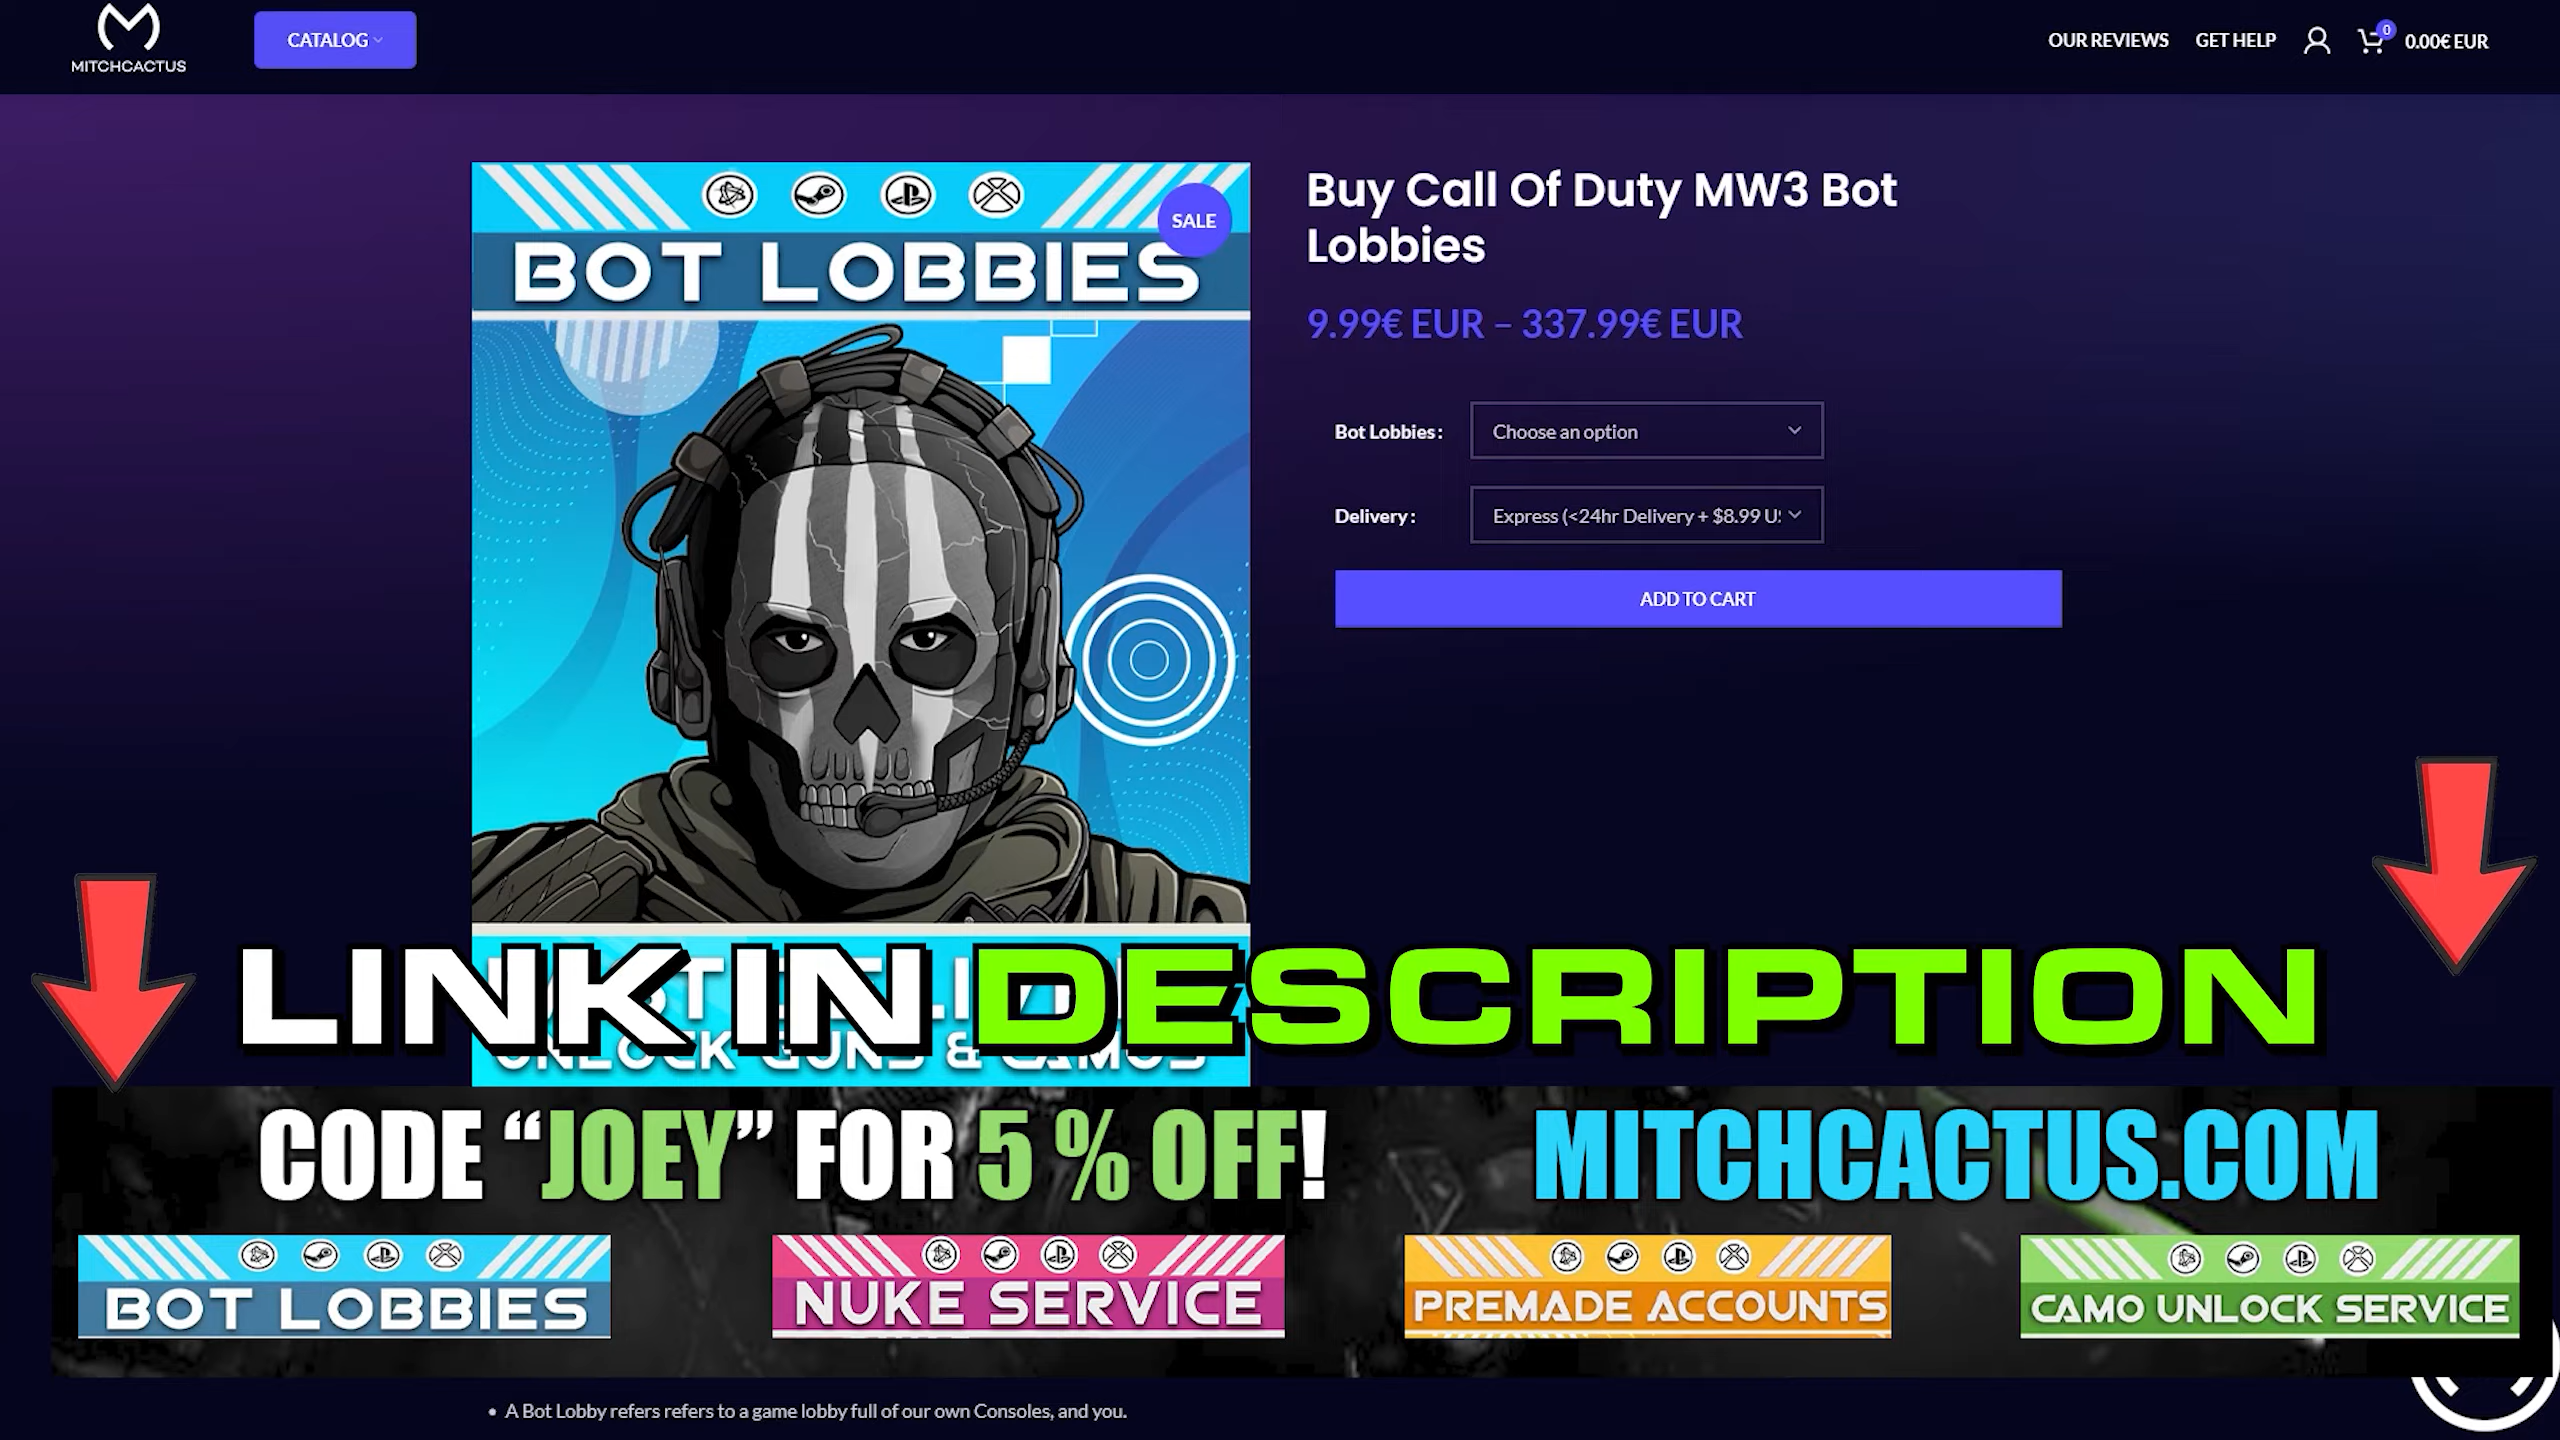 MITCHCACTUS
CATALOG
OUR REVIEWS
GET HELP
0
0.00€ EUR
SALE
BOT LOBBIES
Buy Call Of Duty MW3 Bot
Lobbies
9.99€ EUR – 337.99€ EUR
Bot Lobbies:
Choose an option
Delivery:
Express (<24hr Delivery + $8.99 U
ADD TO CART
LINK IN DESCRIPTION
UNLOCK GUNS & CAMOS
CODE “JOEY” FOR 5 % OFF!
MITCHCACTUS.COM
BOT LOBBIES
NUKE SERVICE
PREMADE ACCOUNTS
CAMO UNLOCK SERVICE
• A Bot Lobby refers refers to a game lobby full of our own Consoles, and you.